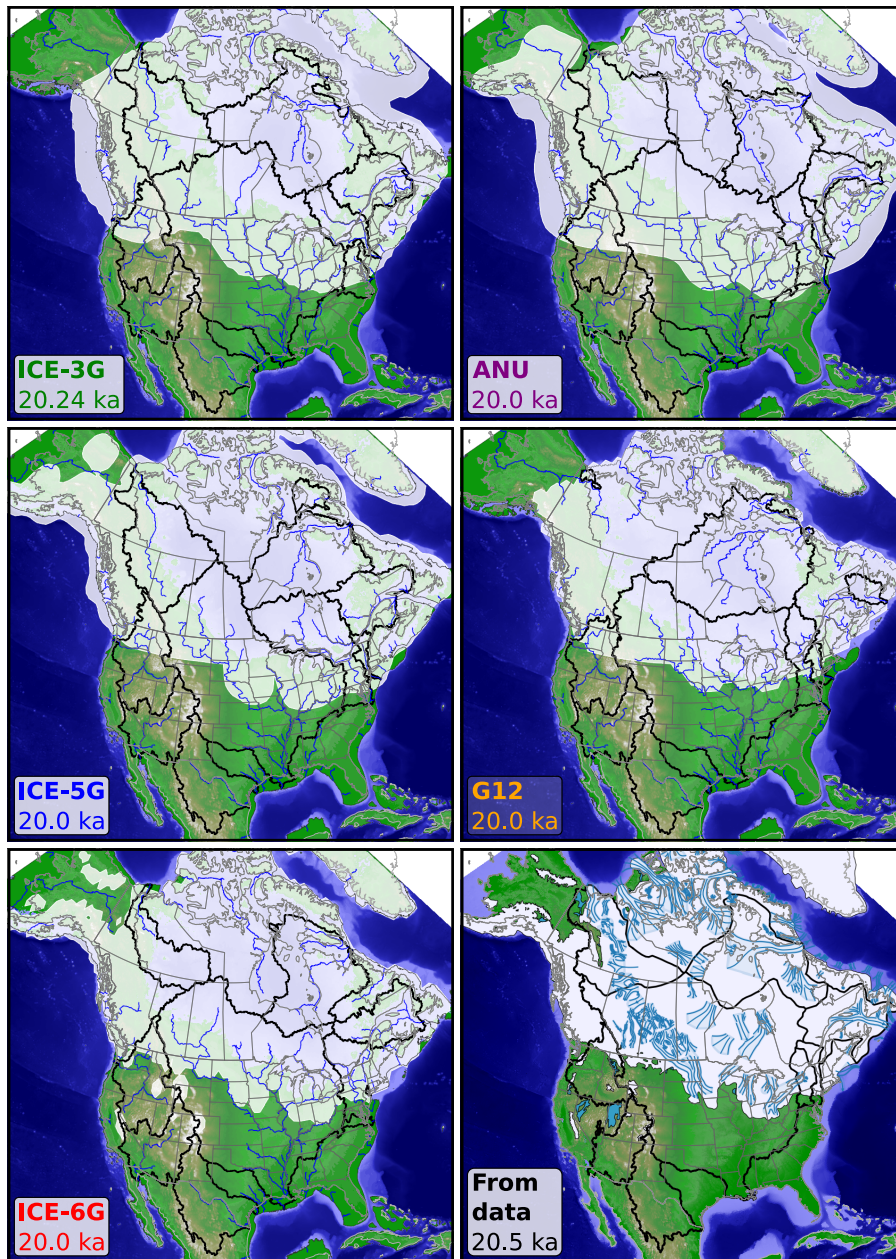 ICE-3G
20.24 ka
ANU
20.0 ka
ICE-5G
20.0 ka
G12
20.0 ka
ICE-6G
20.0 ka
From
data
20.5 ka